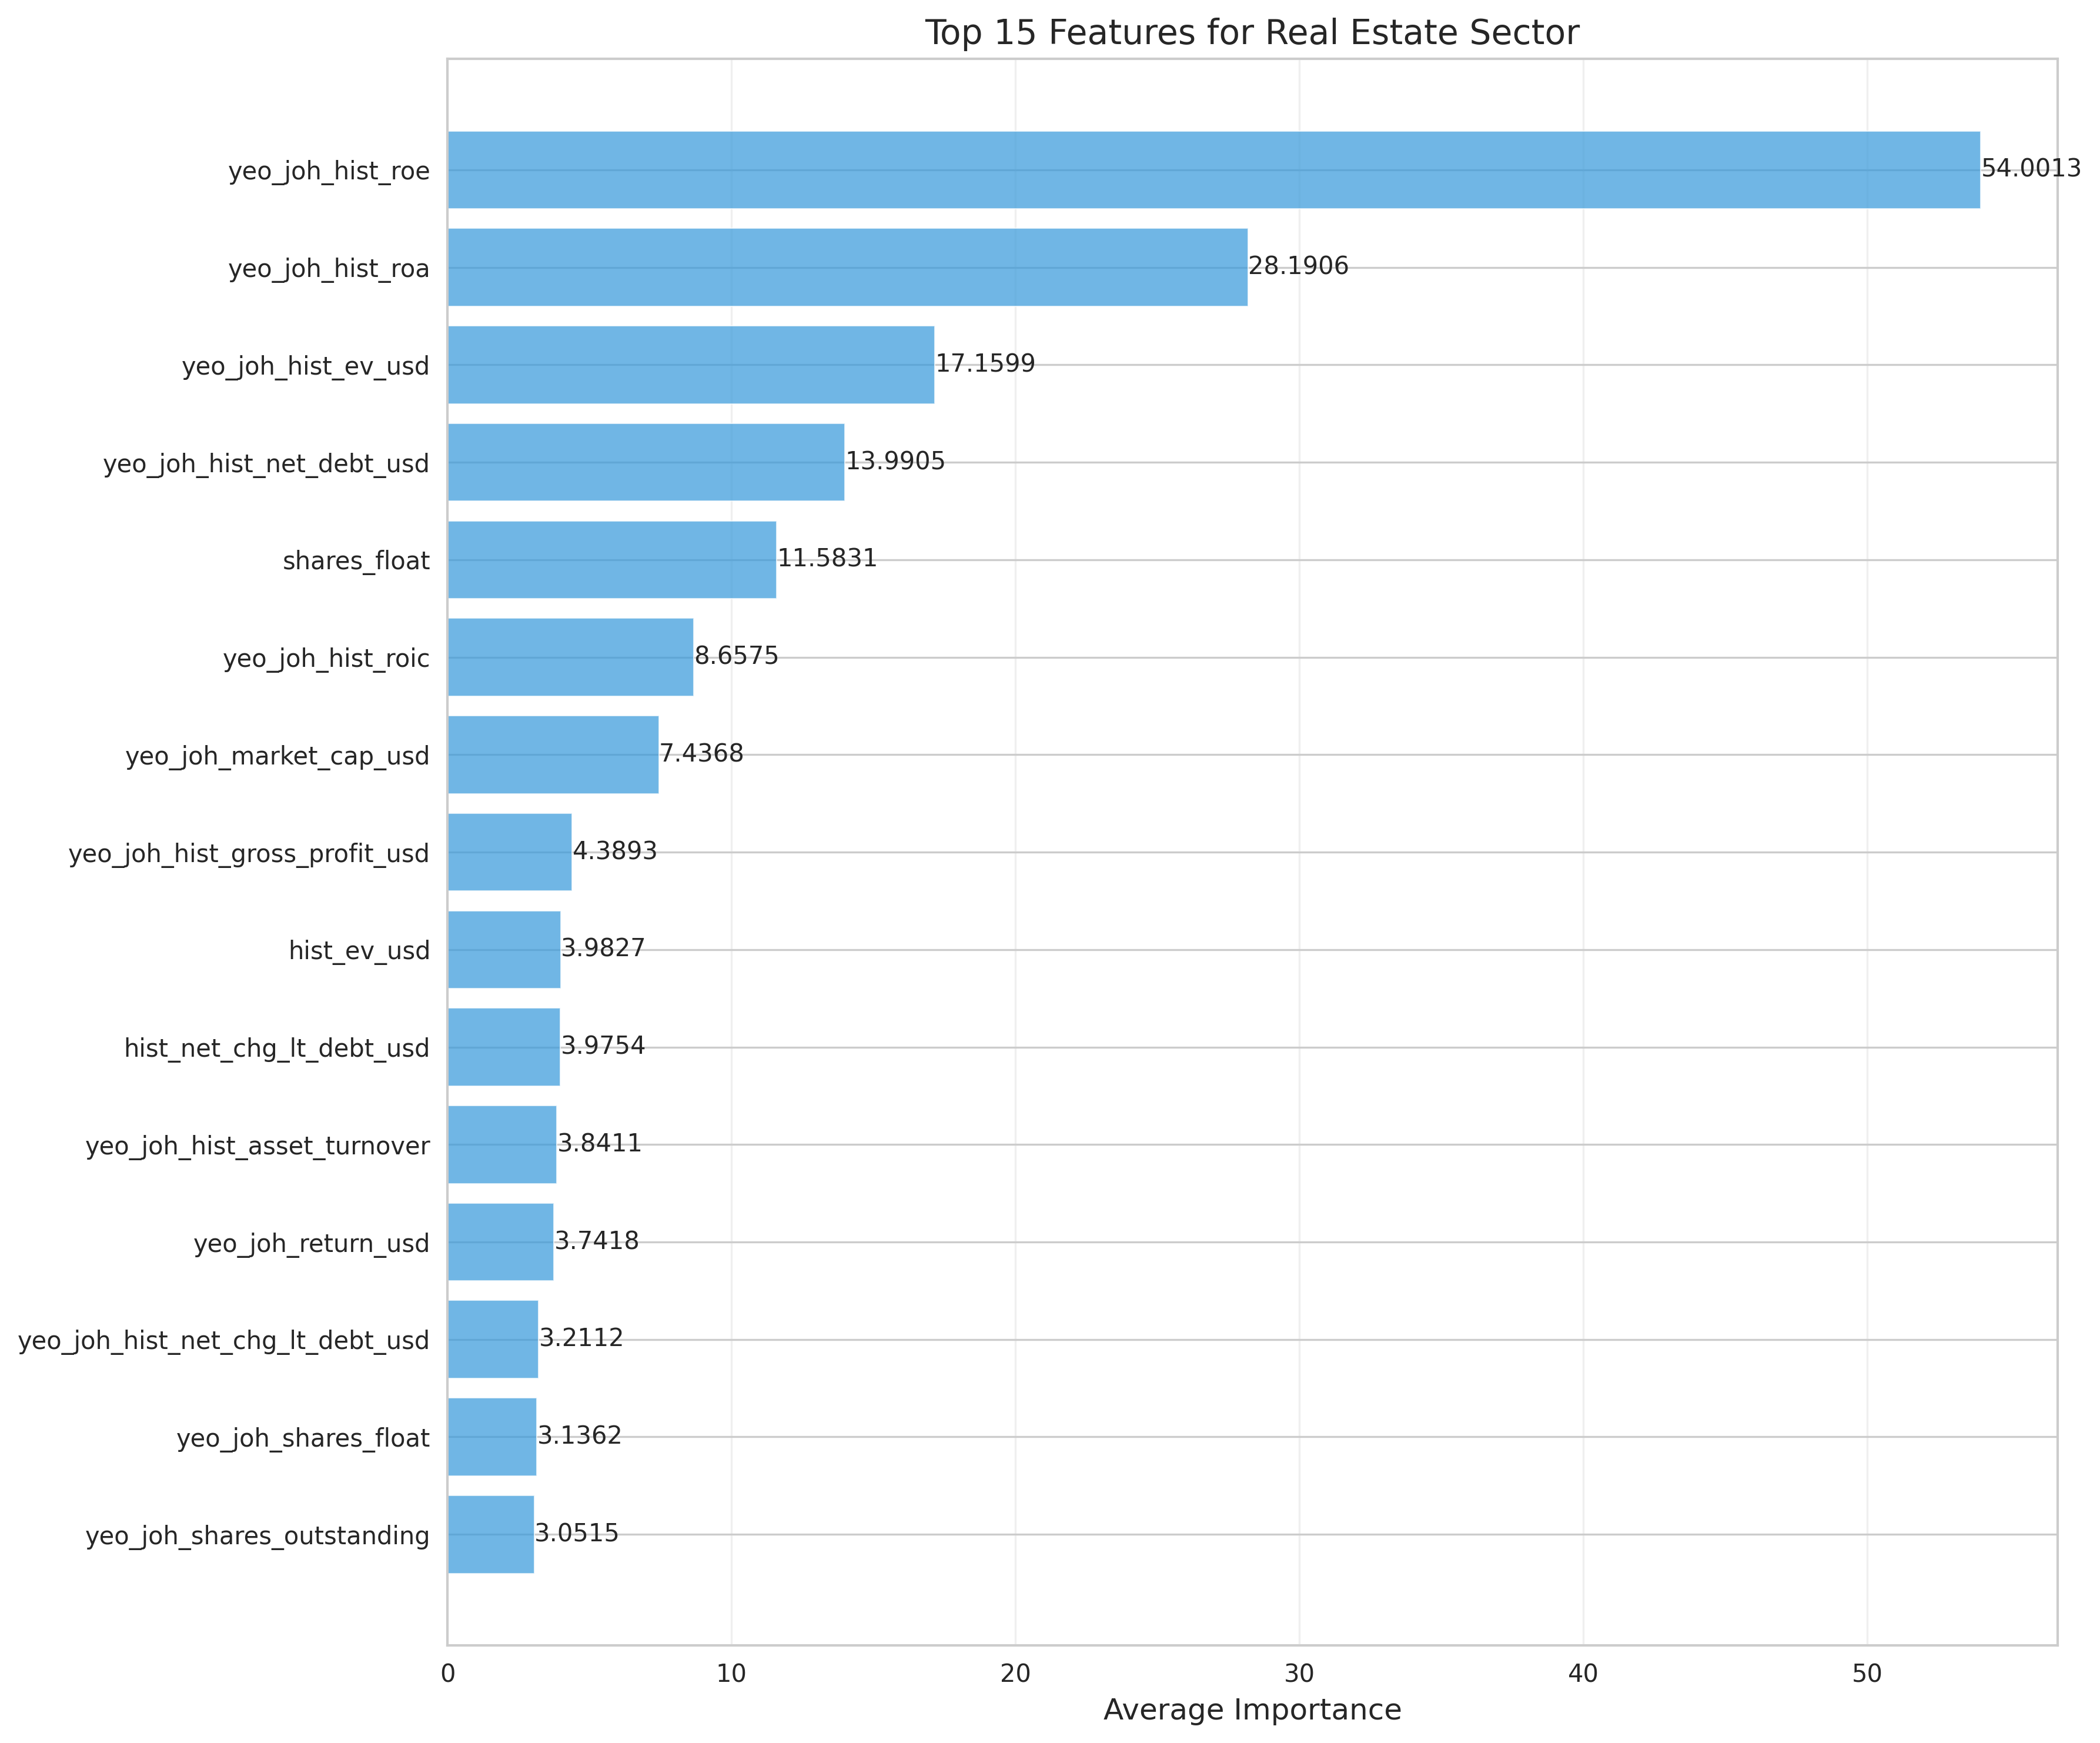 Top 15 Features for Real Estate Sector
yeo_joh_hist_roe 54.0013
yeo_joh_hist_roa 28.1906
yeo_joh_hist_ev_usd 17.1599
yeo_joh_hist_net_debt_usd 13.9905
shares_float 11.5831
yeo_joh_hist_roic 8.6575
yeo_joh_market_cap_usd 7.4368
yeo_joh_hist_gross_profit_usd 4.3893
hist_ev_usd 3.9827
hist_net_chg_lt_debt_usd 3.9754
yeo_joh_hist_asset_turnover 3.8411
yeo_joh_return_usd 3.7418
yeo_joh_hist_net_chg_lt_debt_usd 3.2112
yeo_joh_shares_float 3.1362
yeo_joh_shares_outstanding 3.0515
0 10 20 30 40 50
Average Importance